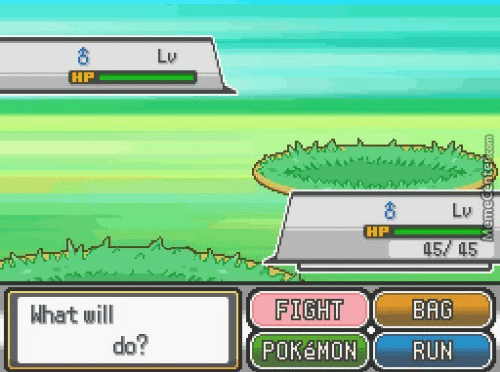 ♂ Lv
HP
♂ Lv
HP
45/ 45
What will
do?
FIGHT
BAG
POKéMON
RUN
MemeCenter.com